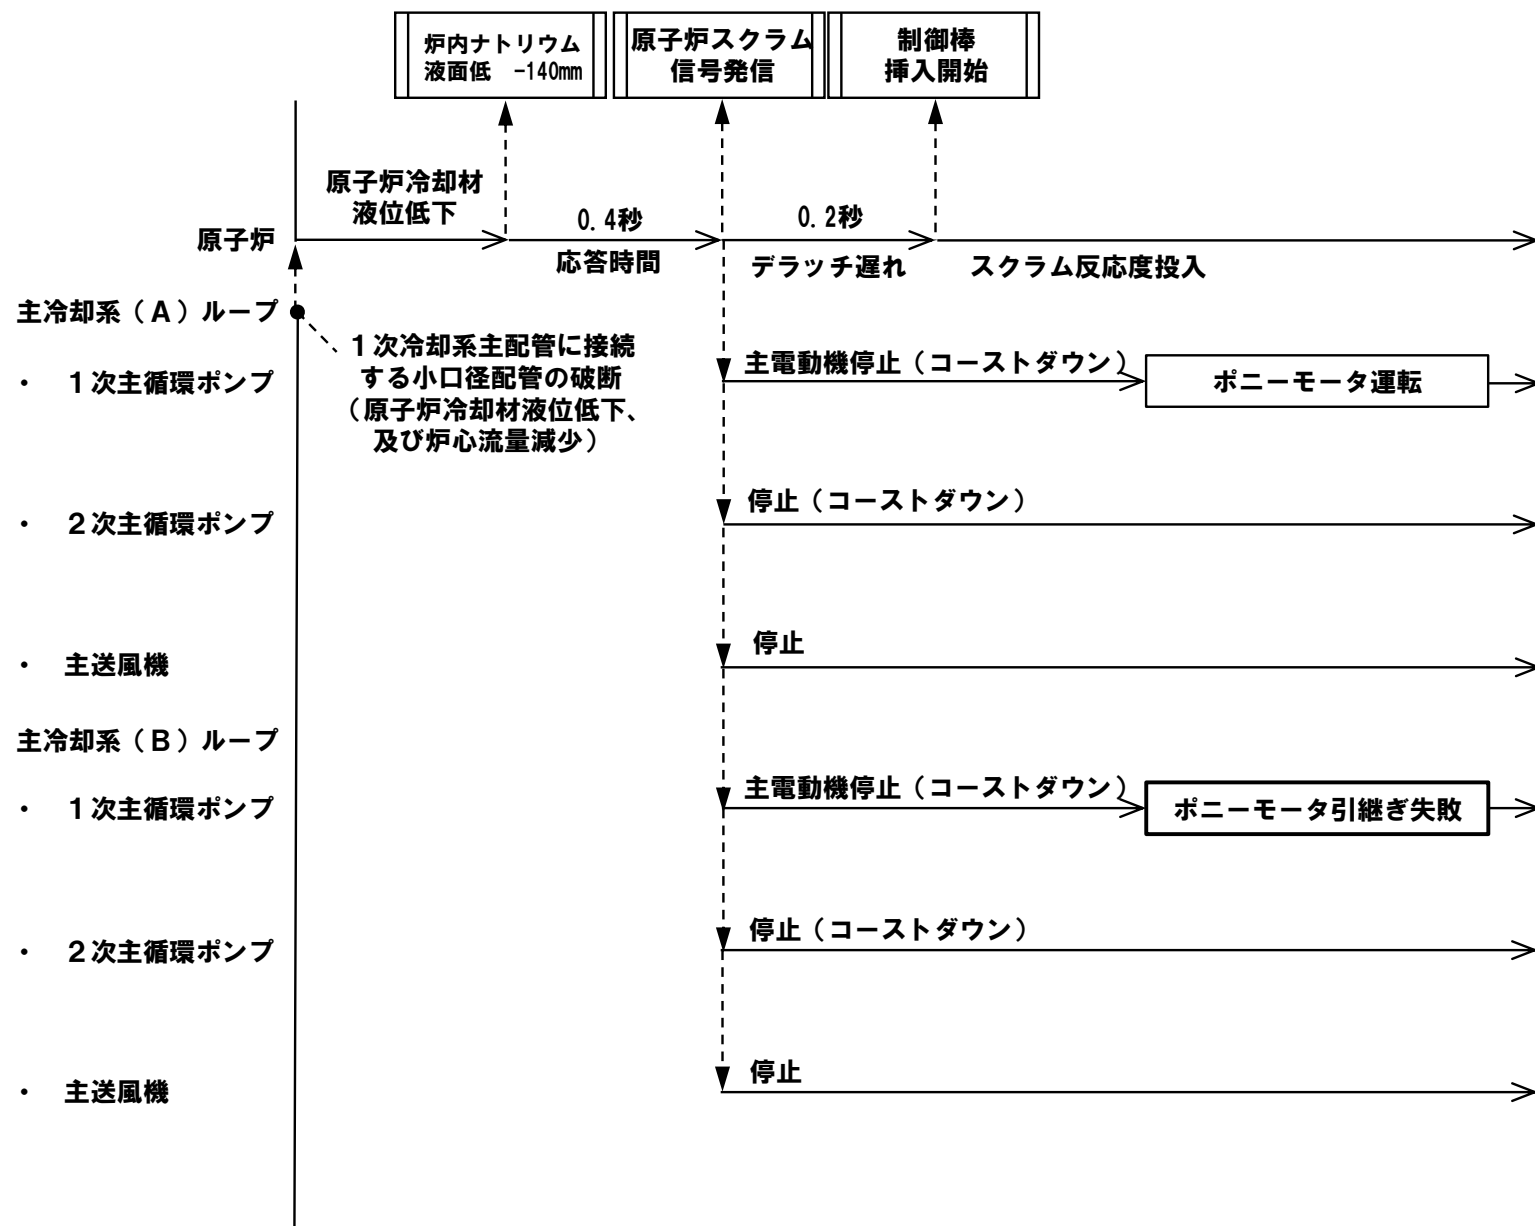 炉内ナトリウム
液面低　-140mm
原子炉スクラム
信号発信
制御棒
挿入開始
原子炉冷却材
液位低下
0.4秒
0.2秒
原子炉
応答時間
デラッチ遅れ
スクラム反応度投入
主冷却系（Ａ）ループ
１次冷却系主配管に接続
する小口径配管の破断
（原子炉冷却材液位低下、
及び炉心流量減少）
・　１次主循環ポンプ
主電動機停止（コーストダウン）
ポニーモータ運転
・　２次主循環ポンプ
停止（コーストダウン）
・　主送風機
停止
主冷却系（Ｂ）ループ
・　１次主循環ポンプ
主電動機停止（コーストダウン）
ポニーモータ引継ぎ失敗
・　２次主循環ポンプ
停止（コーストダウン）
・　主送風機
停止